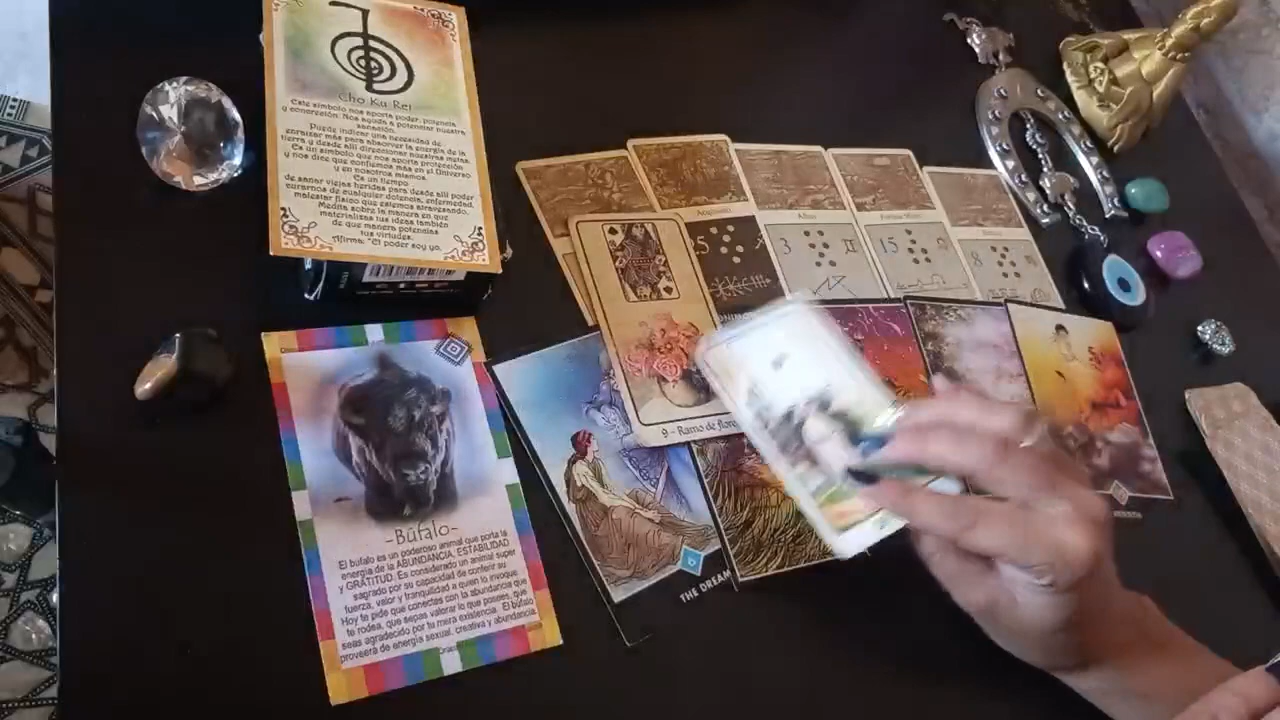 Cho Ku Rei
Este símbolo nos aporta poder, potencia
y concreción. Nos ayuda a potenciar nuestra
sanación.
Puede indicar una necesidad de
enraizar más para absorber la energía de la
tierra y desde allí direccionar nuestras metas.
Es un símbolo que nos aporta protección
y nos dice que confiemos más en el Universo
y en nosotros mismos.
Es un tiempo
de sanar viejas heridas para desde allí poder
curarnos de cualquier dolencia, enfermedad,
malestar físico que estemos atravesando.
Medita sobre la manera en que
materializas tus ideas también
de que manera potencias
tus virtudes.
Afirma: "El poder soy yo.
3
15
8
9 - Ramo de flore
THE DREAM
-Búfalo-
El búfalo es un poderoso animal que porta la
energía de la ABUNDANCIA, ESTABILIDAD
y GRATITUD. Es considerado un animal super
sagrado por su capacidad de conferir su
fuerza, valor y tranquilidad a quien lo invoque.
Hoy te pide que conectes con la abundancia que
te rodea, que sepas valorar lo que posees, que
seas agradecido por tu mera existencia. El búfalo
proveera de energía sexual, creativa y abundancia.